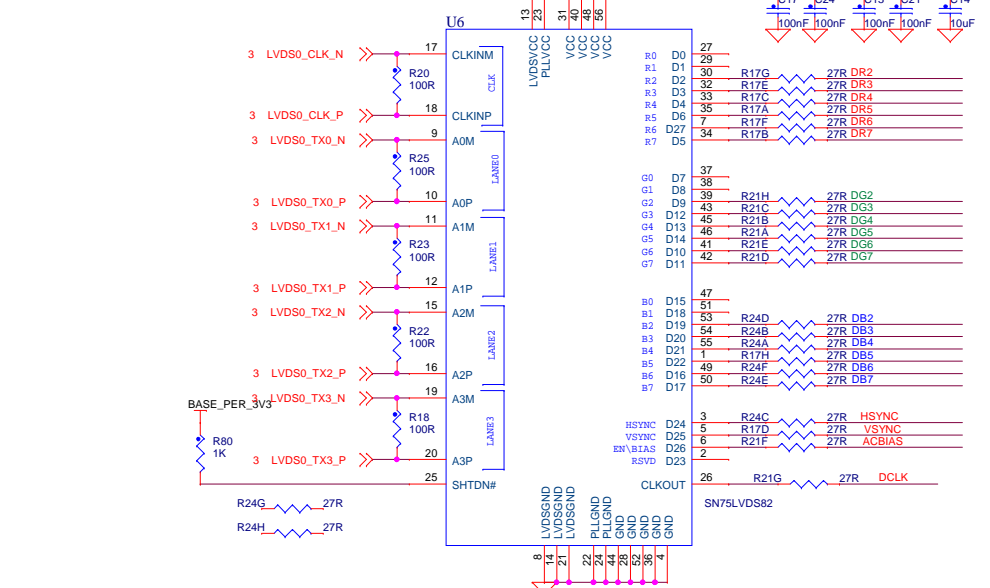 C17 C24 C15 C21 C14
100nF 100nF 100nF 100nF 10uF
13 23 31 40 48 56
U6
LVDSVCC PLLVCC VCC VCC VCC VCC
3 LVDS0_CLK_N 17 CLKINM
R20
100R
CLK
3 LVDS0_CLK_P 18 CLKINP
3 LVDS0_TX0_N 9 A0M
R25
100R
LANE0
3 LVDS0_TX0_P 10 A0P
3 LVDS0_TX1_N 11 A1M
R23
100R
LANE1
3 LVDS0_TX1_P 12 A1P
3 LVDS0_TX2_N 15 A2M
R22
100R
LANE2
3 LVDS0_TX2_P 16 A2P
3 LVDS0_TX3_N 19 A3M
BASE_PER_3V3
R18
100R
LANE3
R80
1K
3 LVDS0_TX3_P 20 A3P
25 SHTDN#
R24G 27R
R24H 27R
R0 D0 27
R1 D1 29
R2 D2 30 R17G 27R DR2
R3 D3 32 R17E 27R DR3
R4 D4 33 R17C 27R DR4
R5 D6 35 R17A 27R DR5
R6 D27 7 R17F 27R DR6
R7 D5 34 R17B 27R DR7
G0 D7 37
G1 D8 38
G2 D9 39 R21H 27R DG2
G3 D12 43 R21C 27R DG3
G4 D13 45 R21B 27R DG4
G5 D14 46 R21A 27R DG5
G6 D10 41 R21E 27R DG6
G7 D11 42 R21D 27R DG7
B0 D15 47
B1 D18 51
B2 D19 53 R24D 27R DB2
B3 D20 54 R24B 27R DB3
B4 D21 55 R24A 27R DB4
B5 D22 1 R17H 27R DB5
B6 D16 49 R24F 27R DB6
B7 D17 50 R24E 27R DB7
HSYNC D24 3 R24C 27R HSYNC
VSYNC D25 5 R17D 27R VSYNC
EN\BIAS D26 6 R21F 27R ACBIAS
RSVD D23 2
CLKOUT 26 R21G 27R DCLK
SN75LVDS82
LVDSGND LVDSGND LVDSGND PLLGND PLLGND GND GND GND GND GND
8 14 21 22 24 44 28 52 36 4